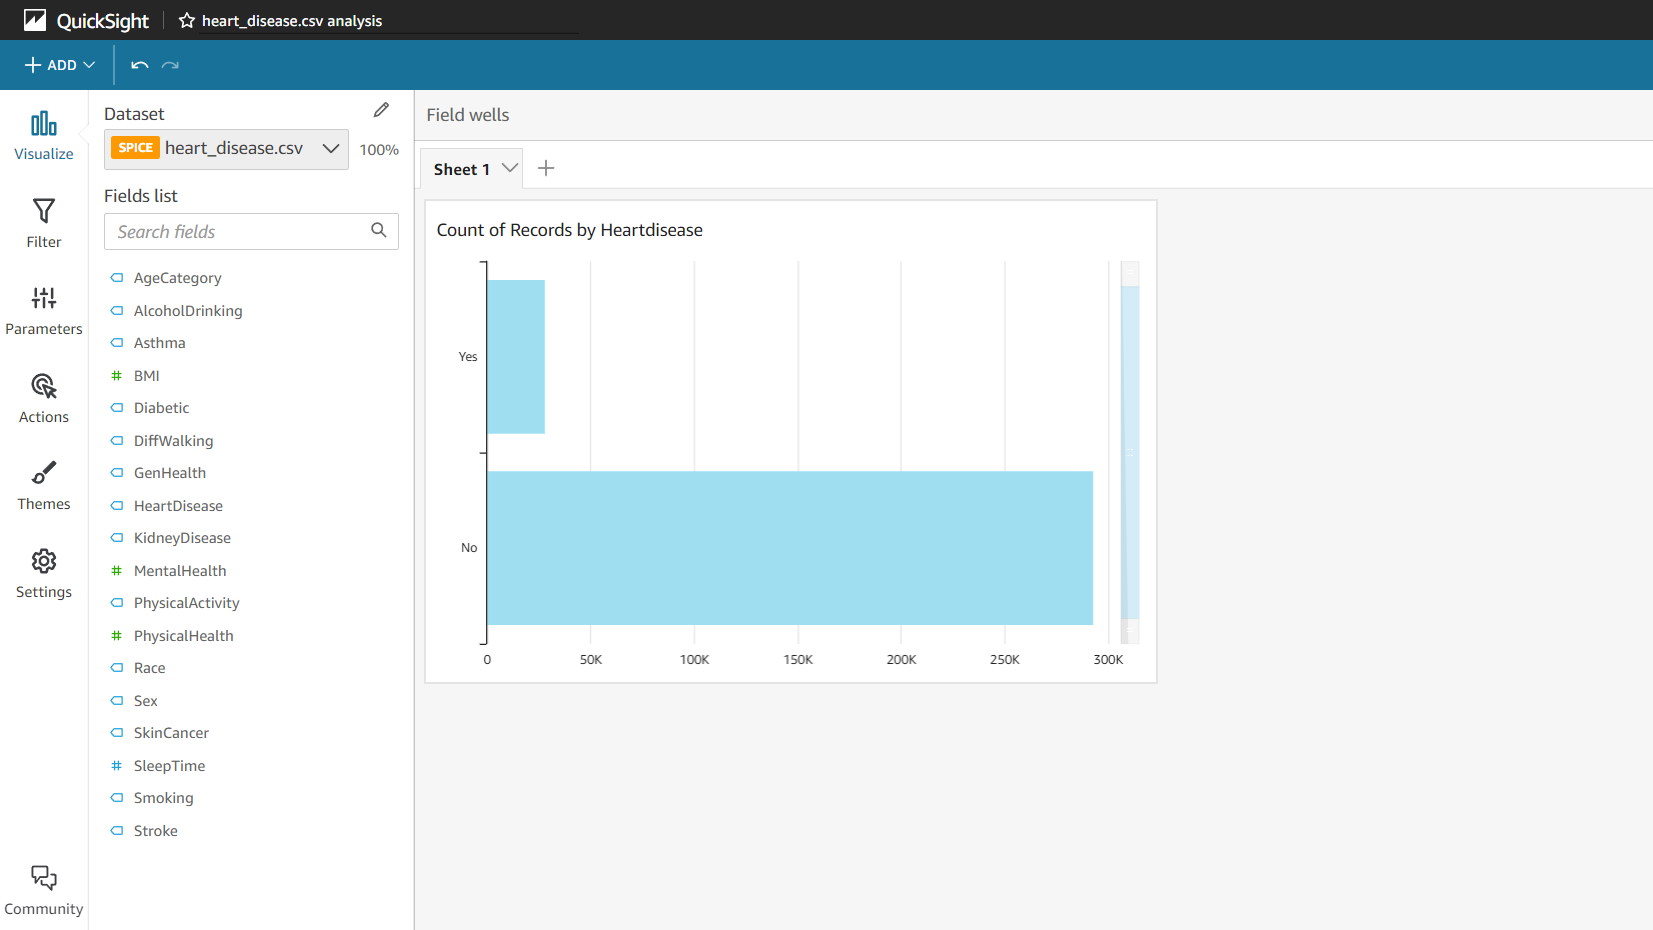 QuickSight
heart_disease.csv analysis
ADD
Visualize
Filter
Parameters
Actions
Themes
Settings
Community
Dataset
SPICE heart_disease.csv
100%
Fields list
Search fields
AgeCategory
AlcoholDrinking
Asthma
# BMI
Diabetic
DiffWalking
GenHealth
HeartDisease
KidneyDisease
# MentalHealth
PhysicalActivity
# PhysicalHealth
Race
Sex
SkinCancer
# SleepTime
Smoking
Stroke
Field wells
Sheet 1
Count of Records by Heartdisease
Yes
No
0 50K 100K 150K 200K 250K 300K